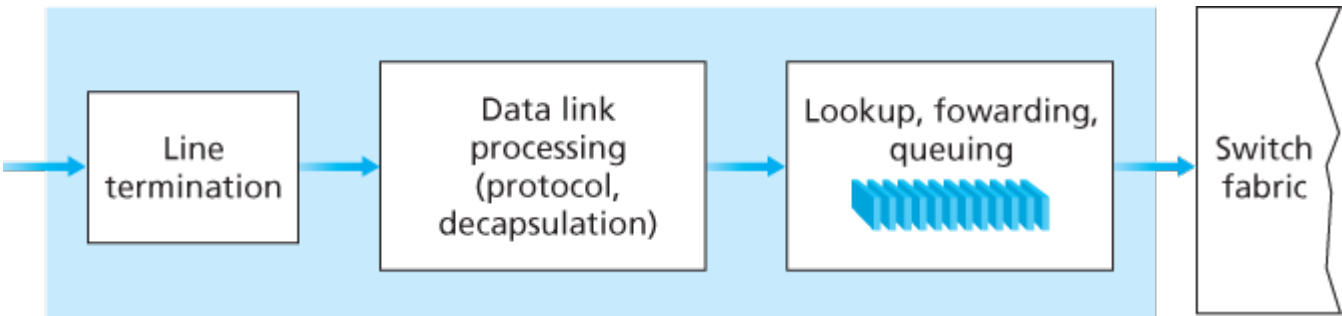 Line
termination
Data link
processing
(protocol,
decapsulation)
Lookup, fowarding,
queuing
Switch
fabric